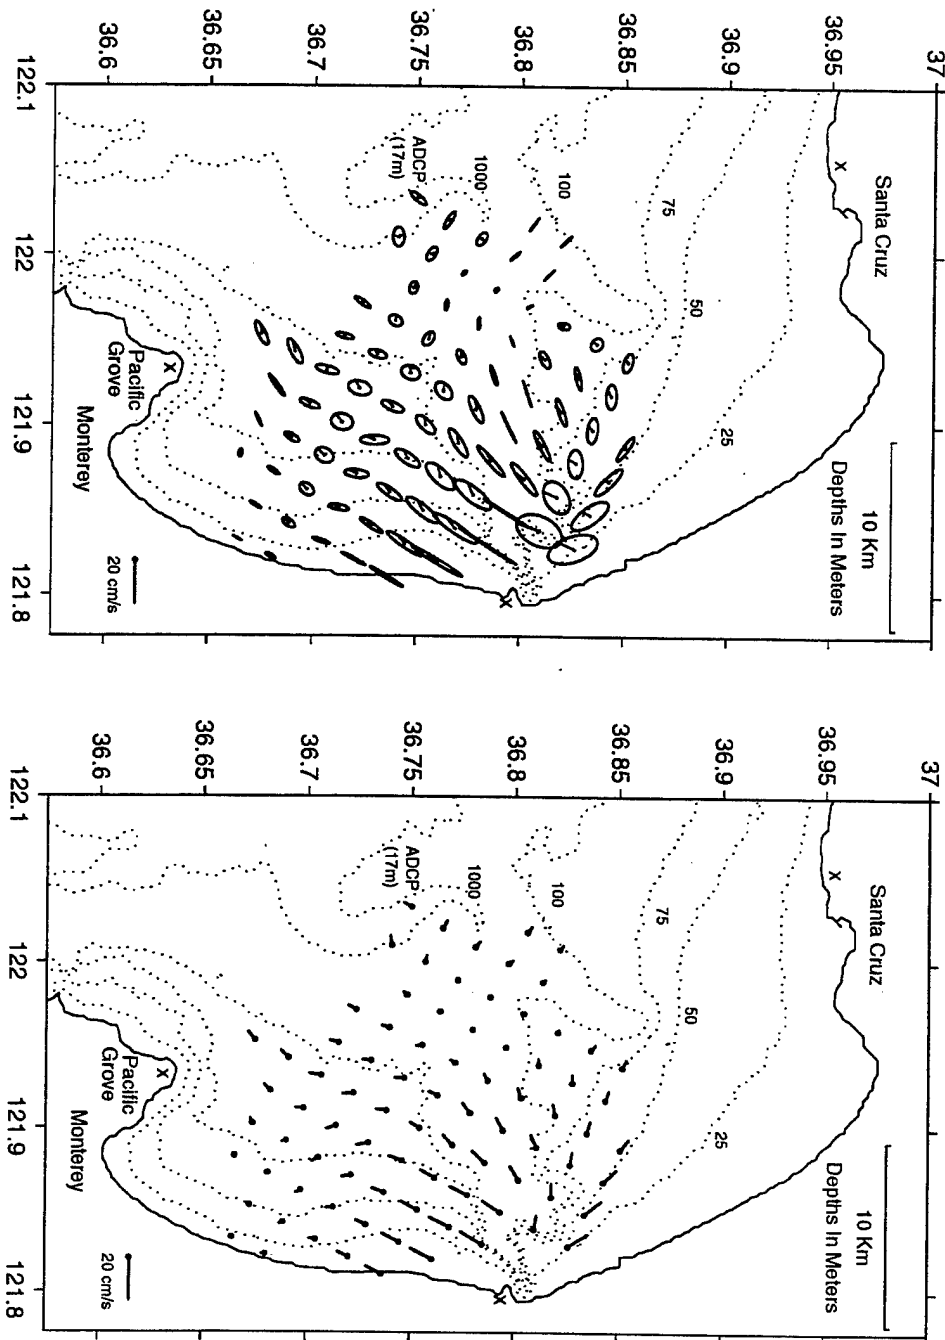 36.6
36.65
36.7
36.75
36.8
36.85
36.9
36.95
37
122.1
122
121.9
121.8
Santa Cruz
x
ADCP
(17m)
1000
100
75
50
25
x
Pacific
Grove
Monterey
10 Km
Depths In Meters
20 cm/s
x
36.6
36.65
36.7
36.75
36.8
36.85
36.9
36.95
37
122.1
122
121.9
121.8
Santa Cruz
x
ADCP
(17m)
1000
100
75
50
25
x
Pacific
Grove
Monterey
10 Km
Depths In Meters
20 cm/s
x